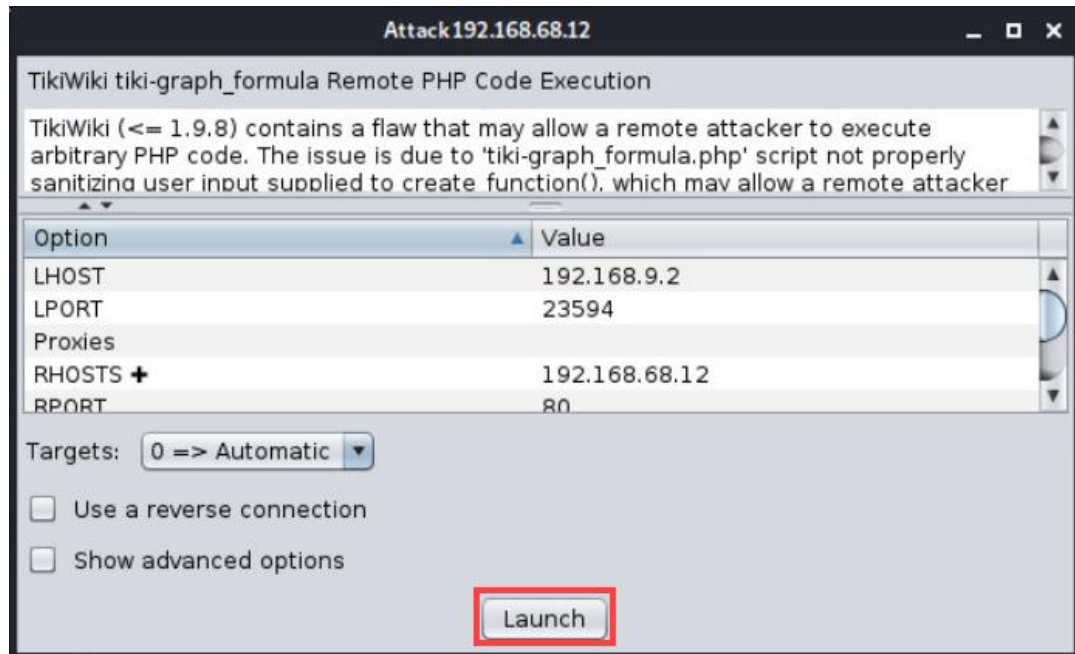 Attack192.168.68.12
TikiWiki tiki-graph_formula Remote PHP Code Execution
TikiWiki (<= 1.9.8) contains a flaw that may allow a remote attacker to execute
arbitrary PHP code. The issue is due to 'tiki-graph_formula.php' script not properly
sanitizing user input supplied to create_function(), which may allow a remote attacker
Option Value
LHOST 192.168.9.2
LPORT 23594
Proxies
RHOSTS + 192.168.68.12
RPORT 80
Targets: 0 => Automatic
Use a reverse connection
Show advanced options
Launch